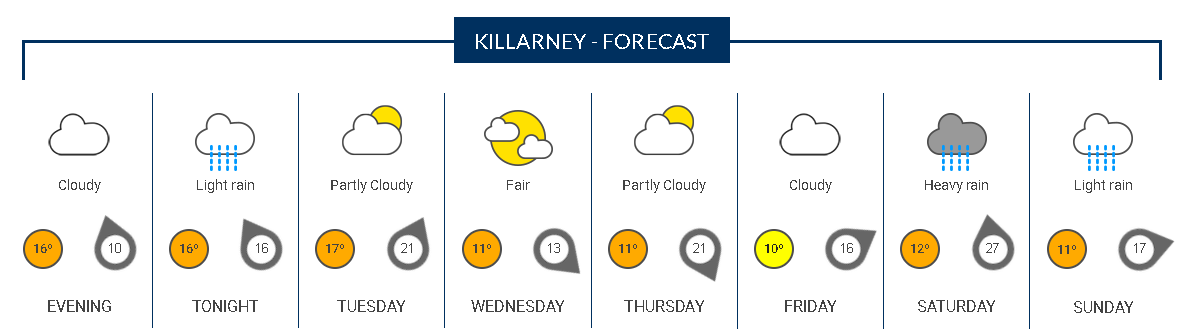 KILLARNEY - FORECAST
Cloudy
Light rain
Partly Cloudy
Fair
Partly Cloudy
Cloudy
Heavy rain
Light rain
16° 10
16° 16
17° 21
11° 13
11° 21
10° 16
12° 27
11° 17
EVENING
TONIGHT
TUESDAY
WEDNESDAY
THURSDAY
FRIDAY
SATURDAY
SUNDAY